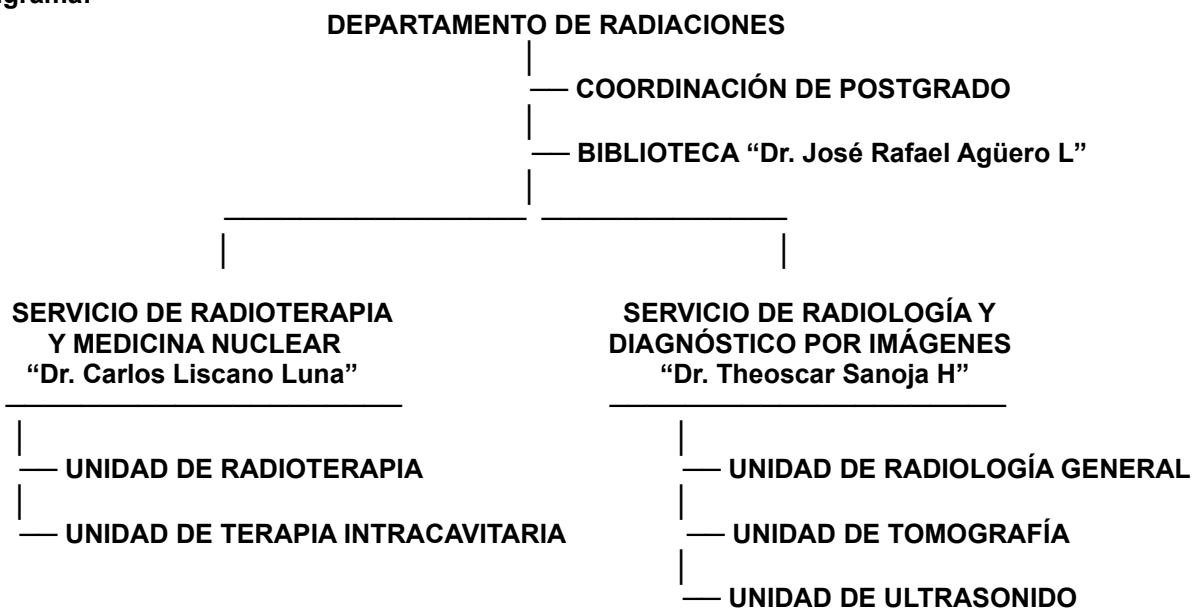 DEPARTAMENTO DE RADIACIONES
COORDINACIÓN DE POSTGRADO
BIBLIOTECA “Dr. José Rafael Agüero L”
SERVICIO DE RADIOTERAPIA
Y MEDICINA NUCLEAR
“Dr. Carlos Liscano Luna”
UNIDAD DE RADIOTERAPIA
UNIDAD DE TERAPIA INTRACAVITARIA
SERVICIO DE RADIOLOGÍA Y
DIAGNÓSTICO POR IMÁGENES
“Dr. Theoscar Sanoja H”
UNIDAD DE RADIOLOGÍA GENERAL
UNIDAD DE TOMOGRAFÍA
UNIDAD DE ULTRASONIDO